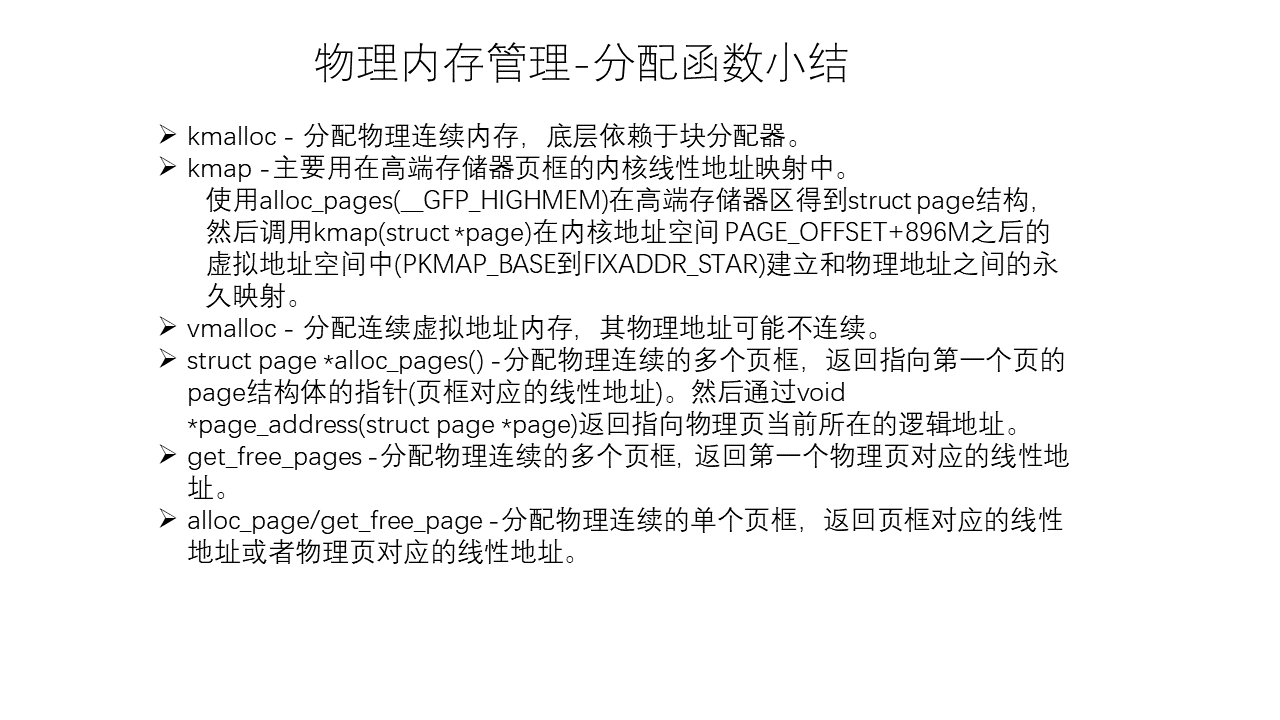 物理内存管理-分配函数小结
➢ kmalloc - 分配物理连续内存，底层依赖于块分配器。
➢ kmap -主要用在高端存储器页框的内核线性地址映射中。
使用alloc_pages(__GFP_HIGHMEM)在高端存储器区得到struct page结构，
然后调用kmap(struct *page)在内核地址空间 PAGE_OFFSET+896M之后的
虚拟地址空间中(PKMAP_BASE到FIXADDR_STAR)建立和物理地址之间的永
久映射。
➢ vmalloc - 分配连续虚拟地址内存，其物理地址可能不连续。
➢ struct page *alloc_pages() -分配物理连续的多个页框，返回指向第一个页的
page结构体的指针(页框对应的线性地址)。然后通过void
*page_address(struct page *page)返回指向物理页当前所在的逻辑地址。
➢ get_free_pages -分配物理连续的多个页框, 返回第一个物理页对应的线性地
址。
➢ alloc_page/get_free_page -分配物理连续的单个页框，返回页框对应的线性
地址或者物理页对应的线性地址。